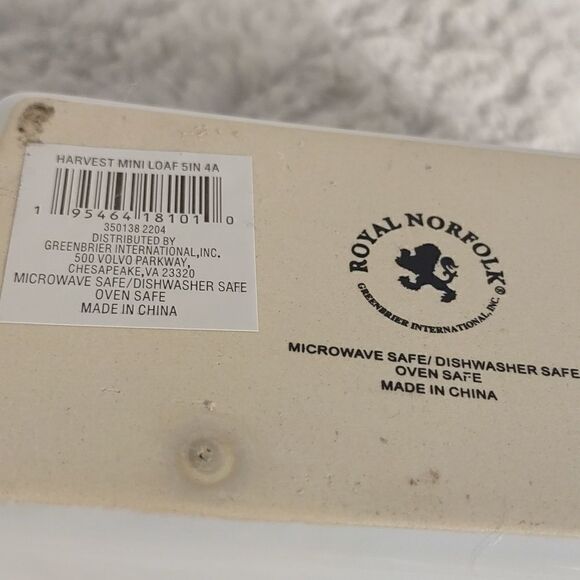 HARVEST MINI LOAF 5IN 4A
1 95464 18101 0
350138 2204
DISTRIBUTED BY
GREENBRIER INTERNATIONAL,INC.
500 VOLVO PARKWAY,
CHESAPEAKE,VA 23320
MICROWAVE SAFE/DISHWASHER SAFE
OVEN SAFE
MADE IN CHINA
ROYAL NORFOLK®
GREENBRIER INTERNATIONAL, INC.
MICROWAVE SAFE/ DISHWASHER SAFE
OVEN SAFE
MADE IN CHINA